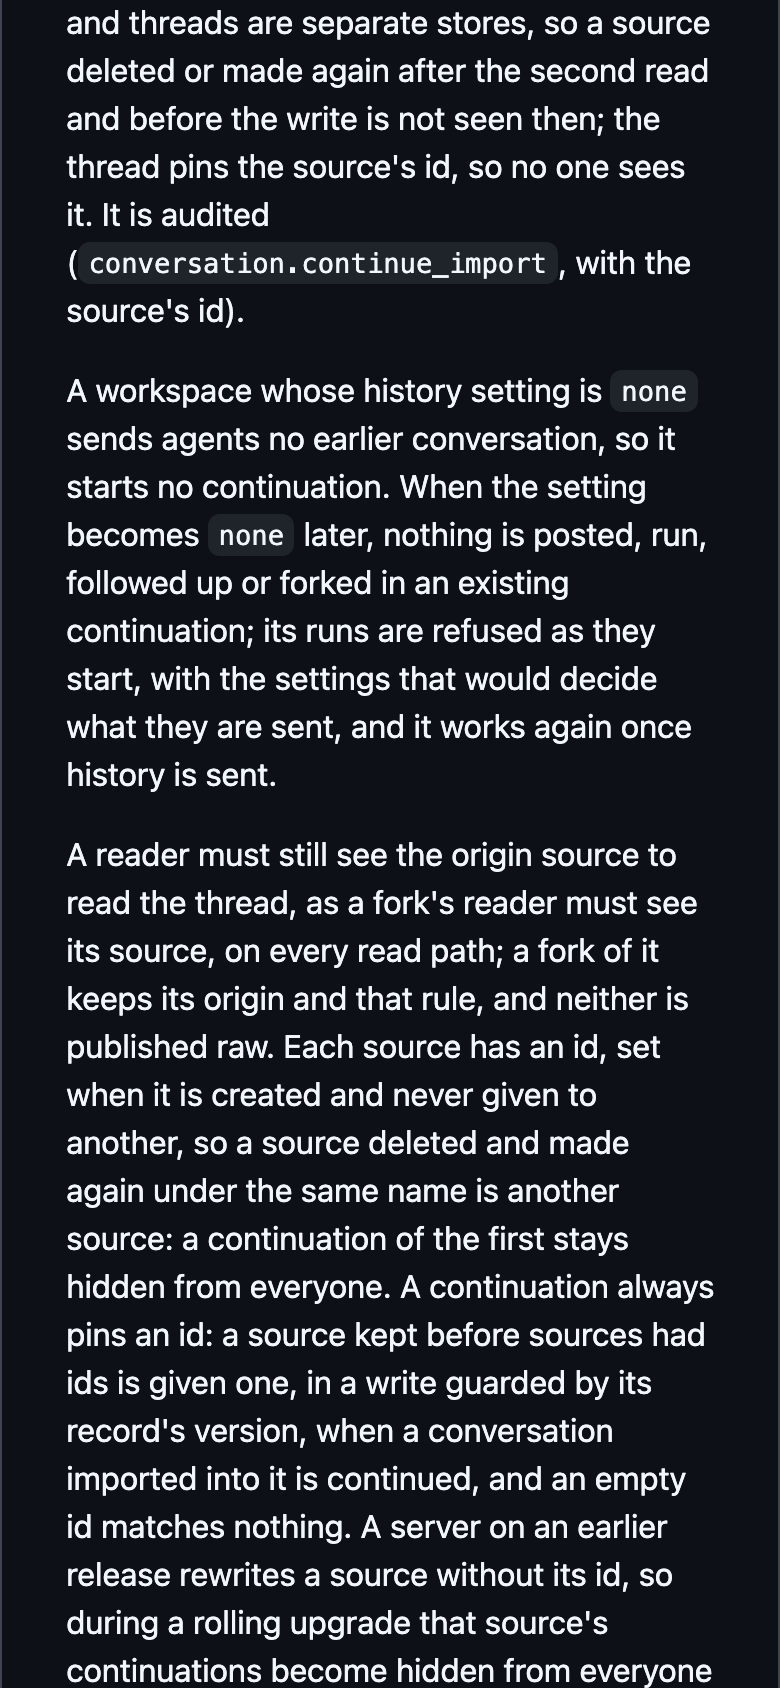 and threads are separate stores, so a source
deleted or made again after the second read
and before the write is not seen then; the
thread pins the source's id, so no one sees
it. It is audited
(conversation.continue_import, with the
source's id).
A workspace whose history setting is none
sends agents no earlier conversation, so it
starts no continuation. When the setting
becomes none later, nothing is posted, run,
followed up or forked in an existing
continuation; its runs are refused as they
start, with the settings that would decide
what they are sent, and it works again once
history is sent.
A reader must still see the origin source to
read the thread, as a fork's reader must see
its source, on every read path; a fork of it
keeps its origin and that rule, and neither is
published raw. Each source has an id, set
when it is created and never given to
another, so a source deleted and made
again under the same name is another
source: a continuation of the first stays
hidden from everyone. A continuation always
pins an id: a source kept before sources had
ids is given one, in a write guarded by its
record's version, when a conversation
imported into it is continued, and an empty
id matches nothing. A server on an earlier
release rewrites a source without its id, so
during a rolling upgrade that source's
continuations become hidden from everyone